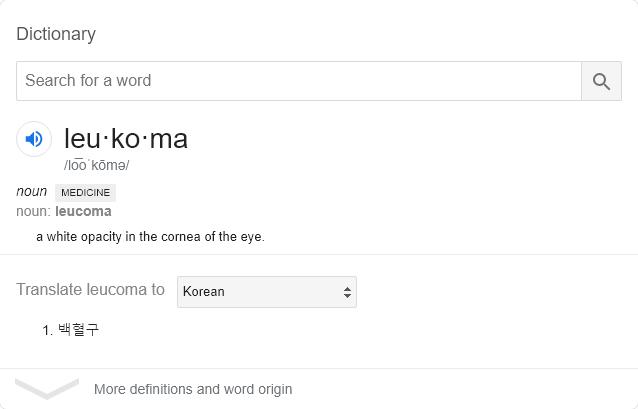 Dictionary
Search for a word
leu·ko·ma
/lo͞oˈkōmə/
noun MEDICINE
noun: leucoma
a white opacity in the cornea of the eye.
Translate leucoma to Korean
1. 백혈구
More definitions and word origin